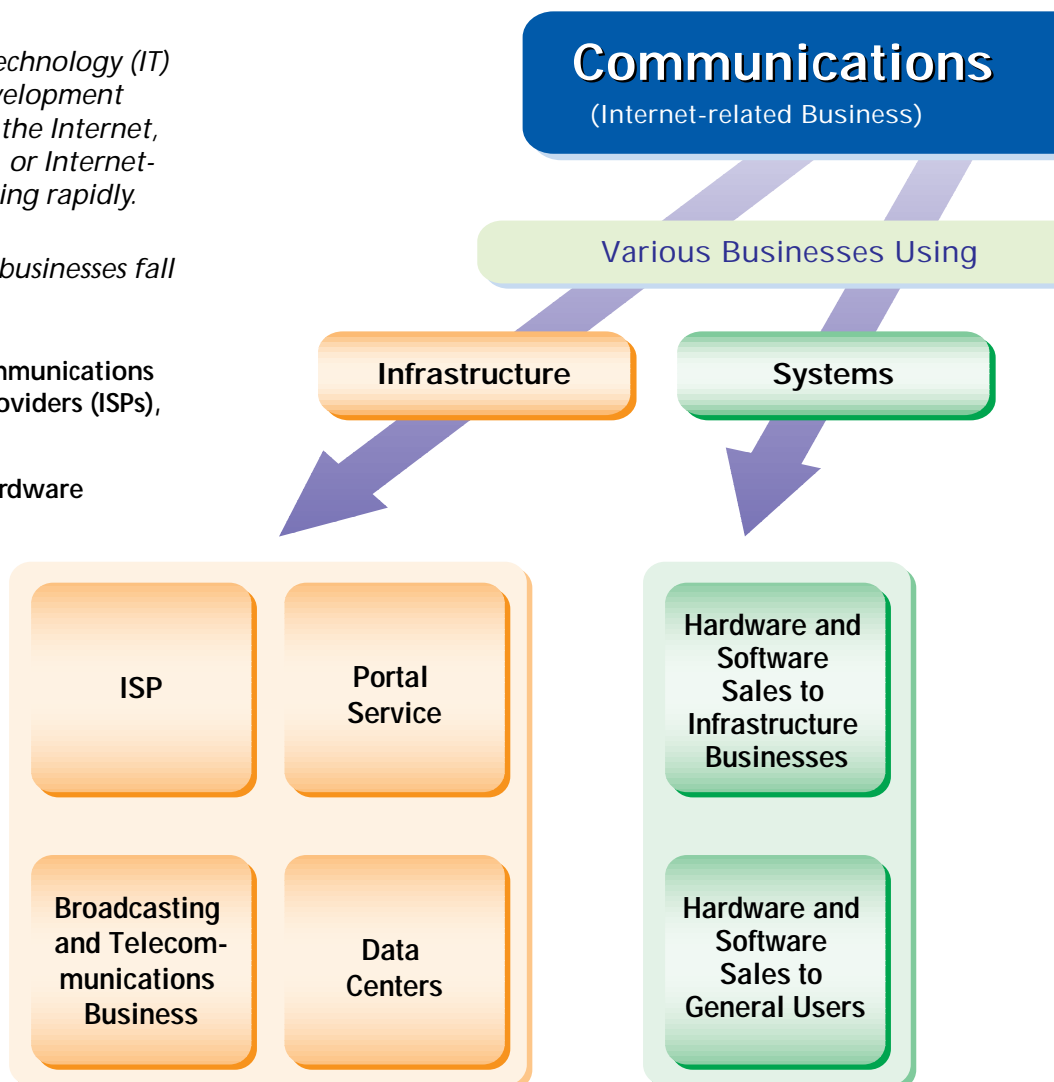 echnology (IT)
velopment
the Internet,
or Internet-
ing rapidly.
businesses fall
mmunications
oviders (ISPs),
rdware
Communications
(Internet-related Business)
Various Businesses Using
Infrastructure
Systems
ISP
Portal
Service
Broadcasting
and Telecom-
munications
Business
Data
Centers
Hardware and
Software
Sales to
Infrastructure
Businesses
Hardware and
Software
Sales to
General Users